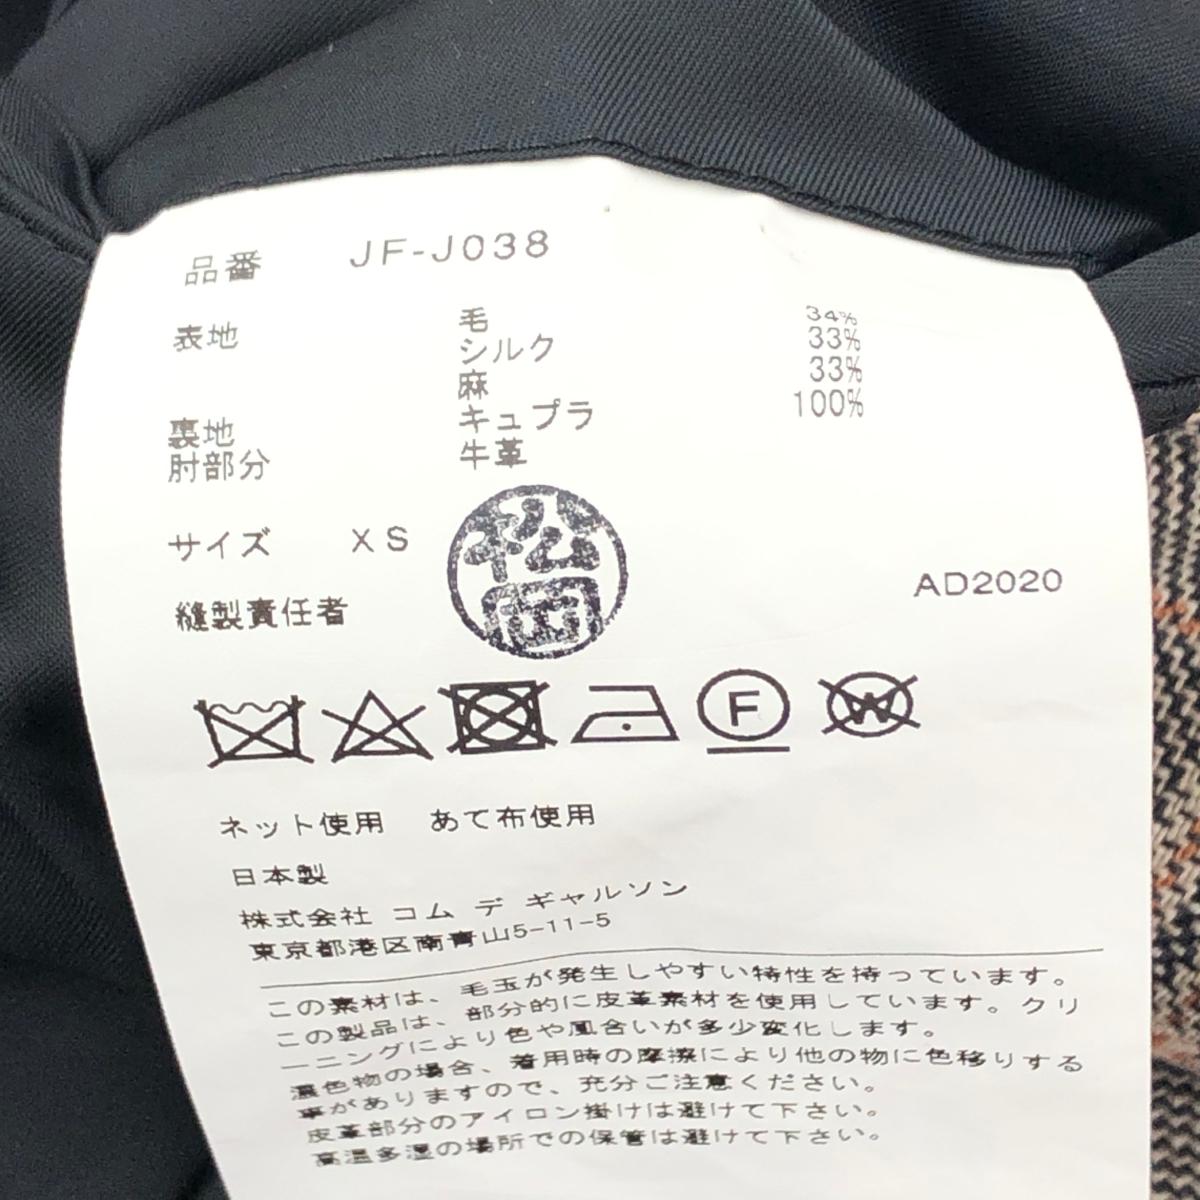 品番 JF-J038
表地 毛 34%
シルク 33%
麻 33%
裏地 キュプラ 100%
肘部分 牛革
サイズ XS
縫製責任者 松岡
AD2020
F W
ネット使用 あて布使用
日本製
株式会社 コム デ ギャルソン
東京都港区南青山5-11-5
この素材は、毛玉が発生しやすい特性を持っています。
この製品は、部分的に皮革素材を使用しています。クリ
ーニングにより色や風合いが多少変化します。
濃色物の場合、着用時の摩擦により他の物に色移りする
事がありますので、充分ご注意ください。
皮革部分のアイロン掛けは避けて下さい。
高温多湿の場所での保管は避けて下さい。